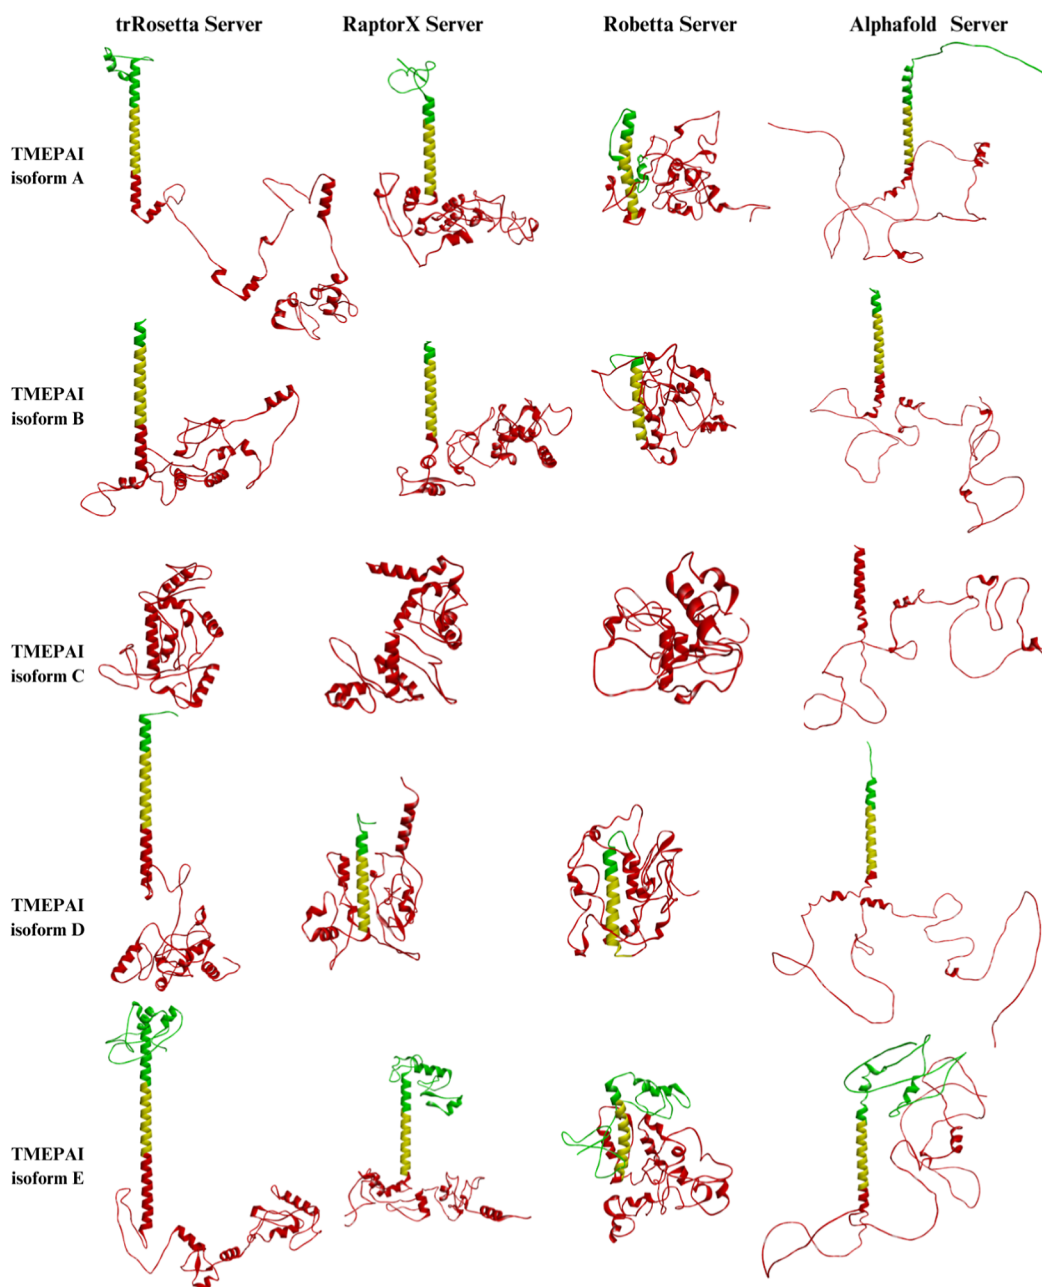 trRosetta Server
RaptorX Server
Robetta Server
Alphafold Server
TMEPAI
isoform A
TMEPAI
isoform B
TMEPAI
isoform C
TMEPAI
isoform D
TMEPAI
isoform E